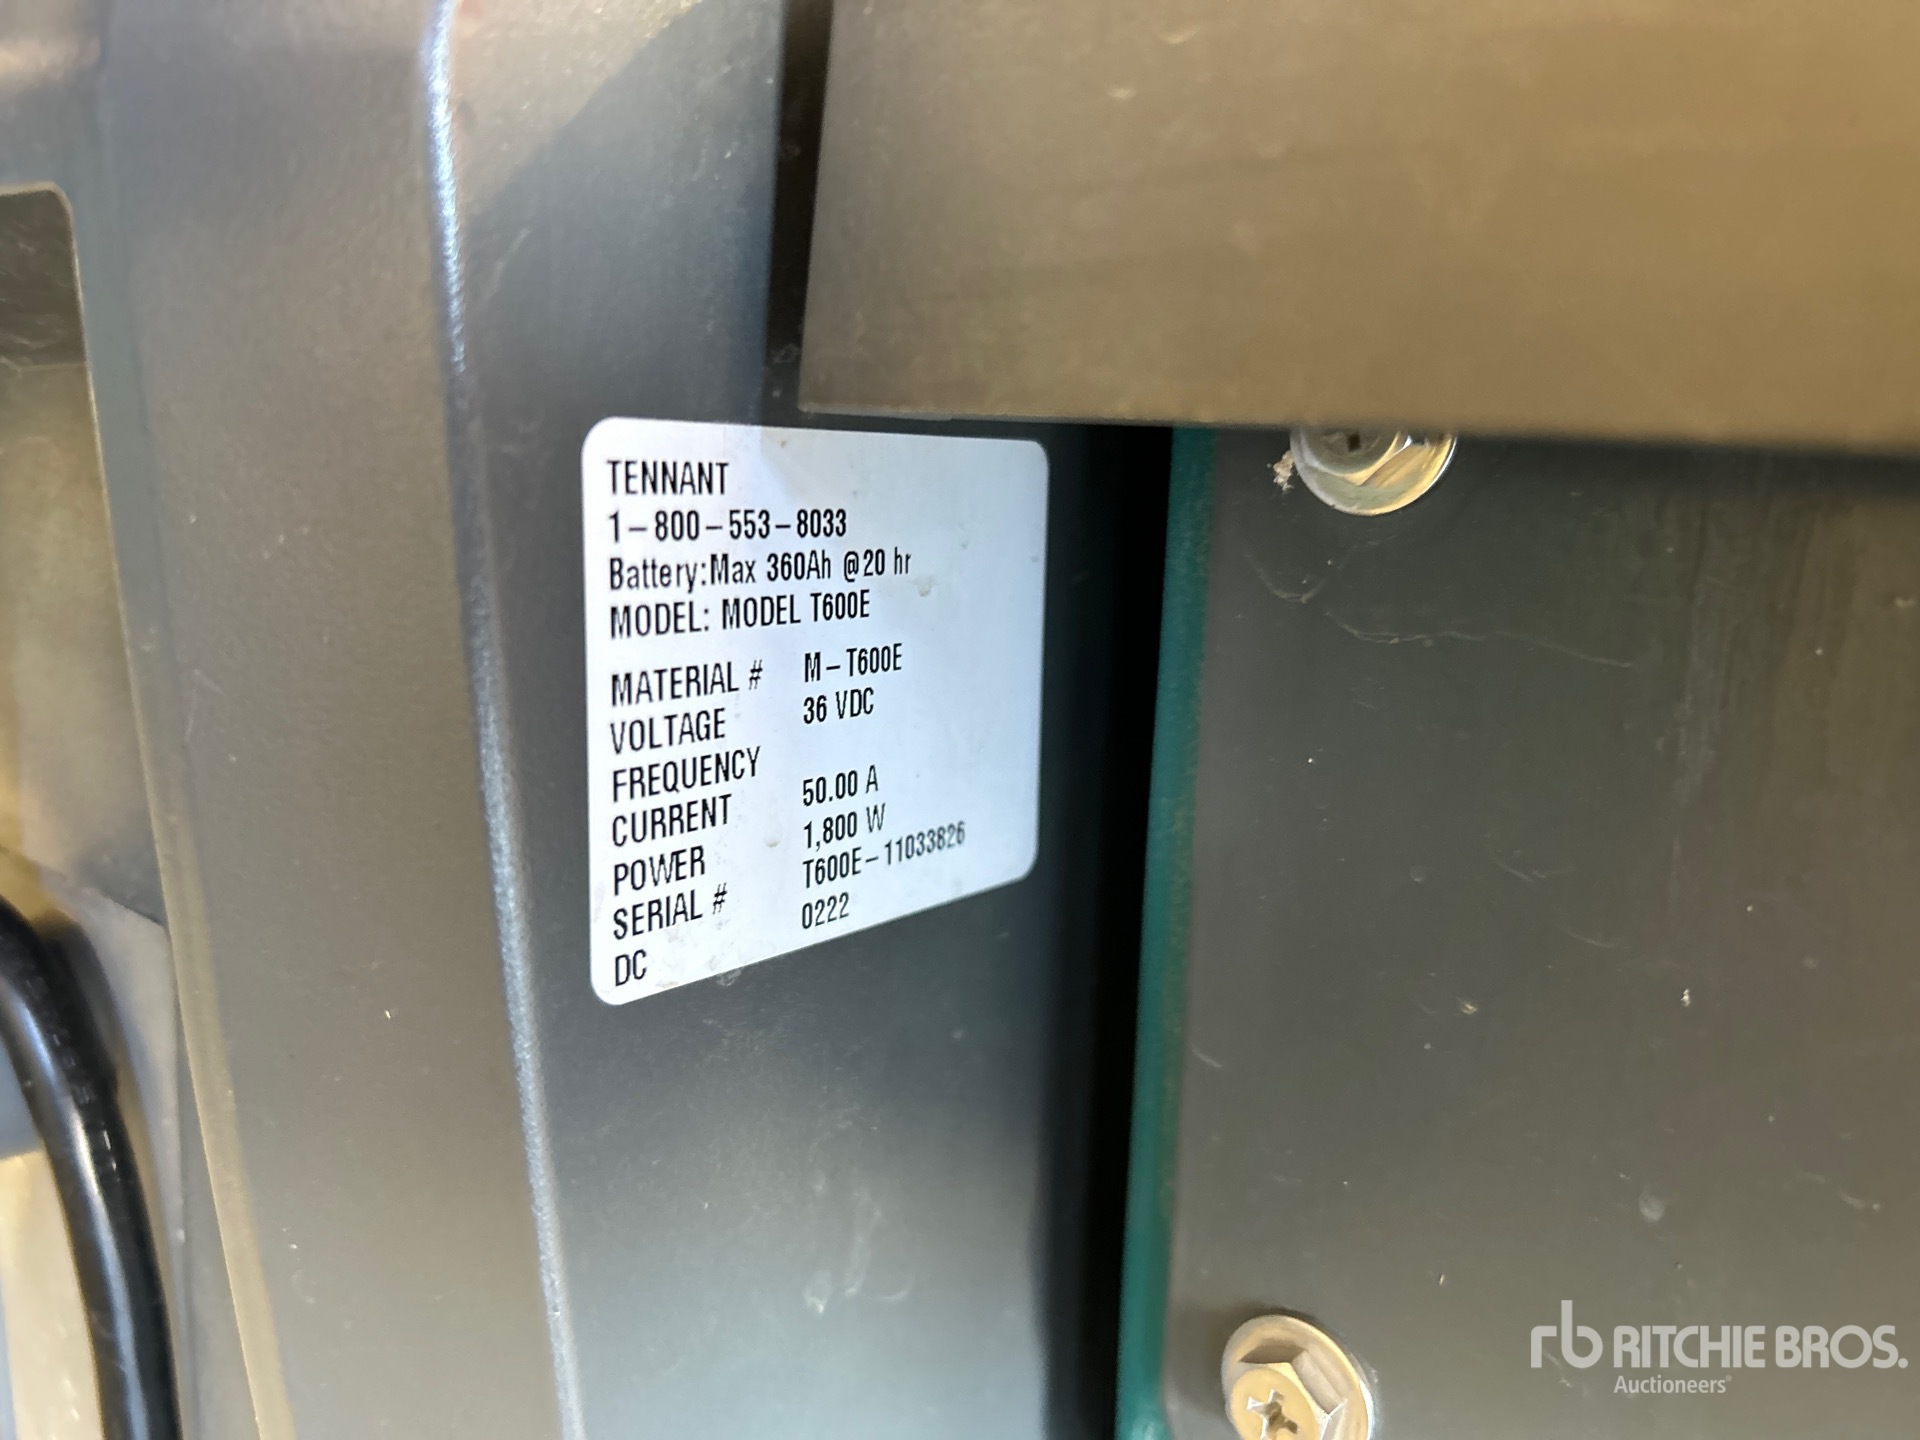 TENNANT
1-800-553-8033
Battery:Max 360Ah @20 hr
MODEL: MODEL T600E
MATERIAL # M-T600E
VOLTAGE 36 VDC
FREQUENCY
CURRENT 50.00 A
POWER 1,800 W
SERIAL # T600E-11033826
DC 0222
rb RITCHIE BROS.
Auctioneers